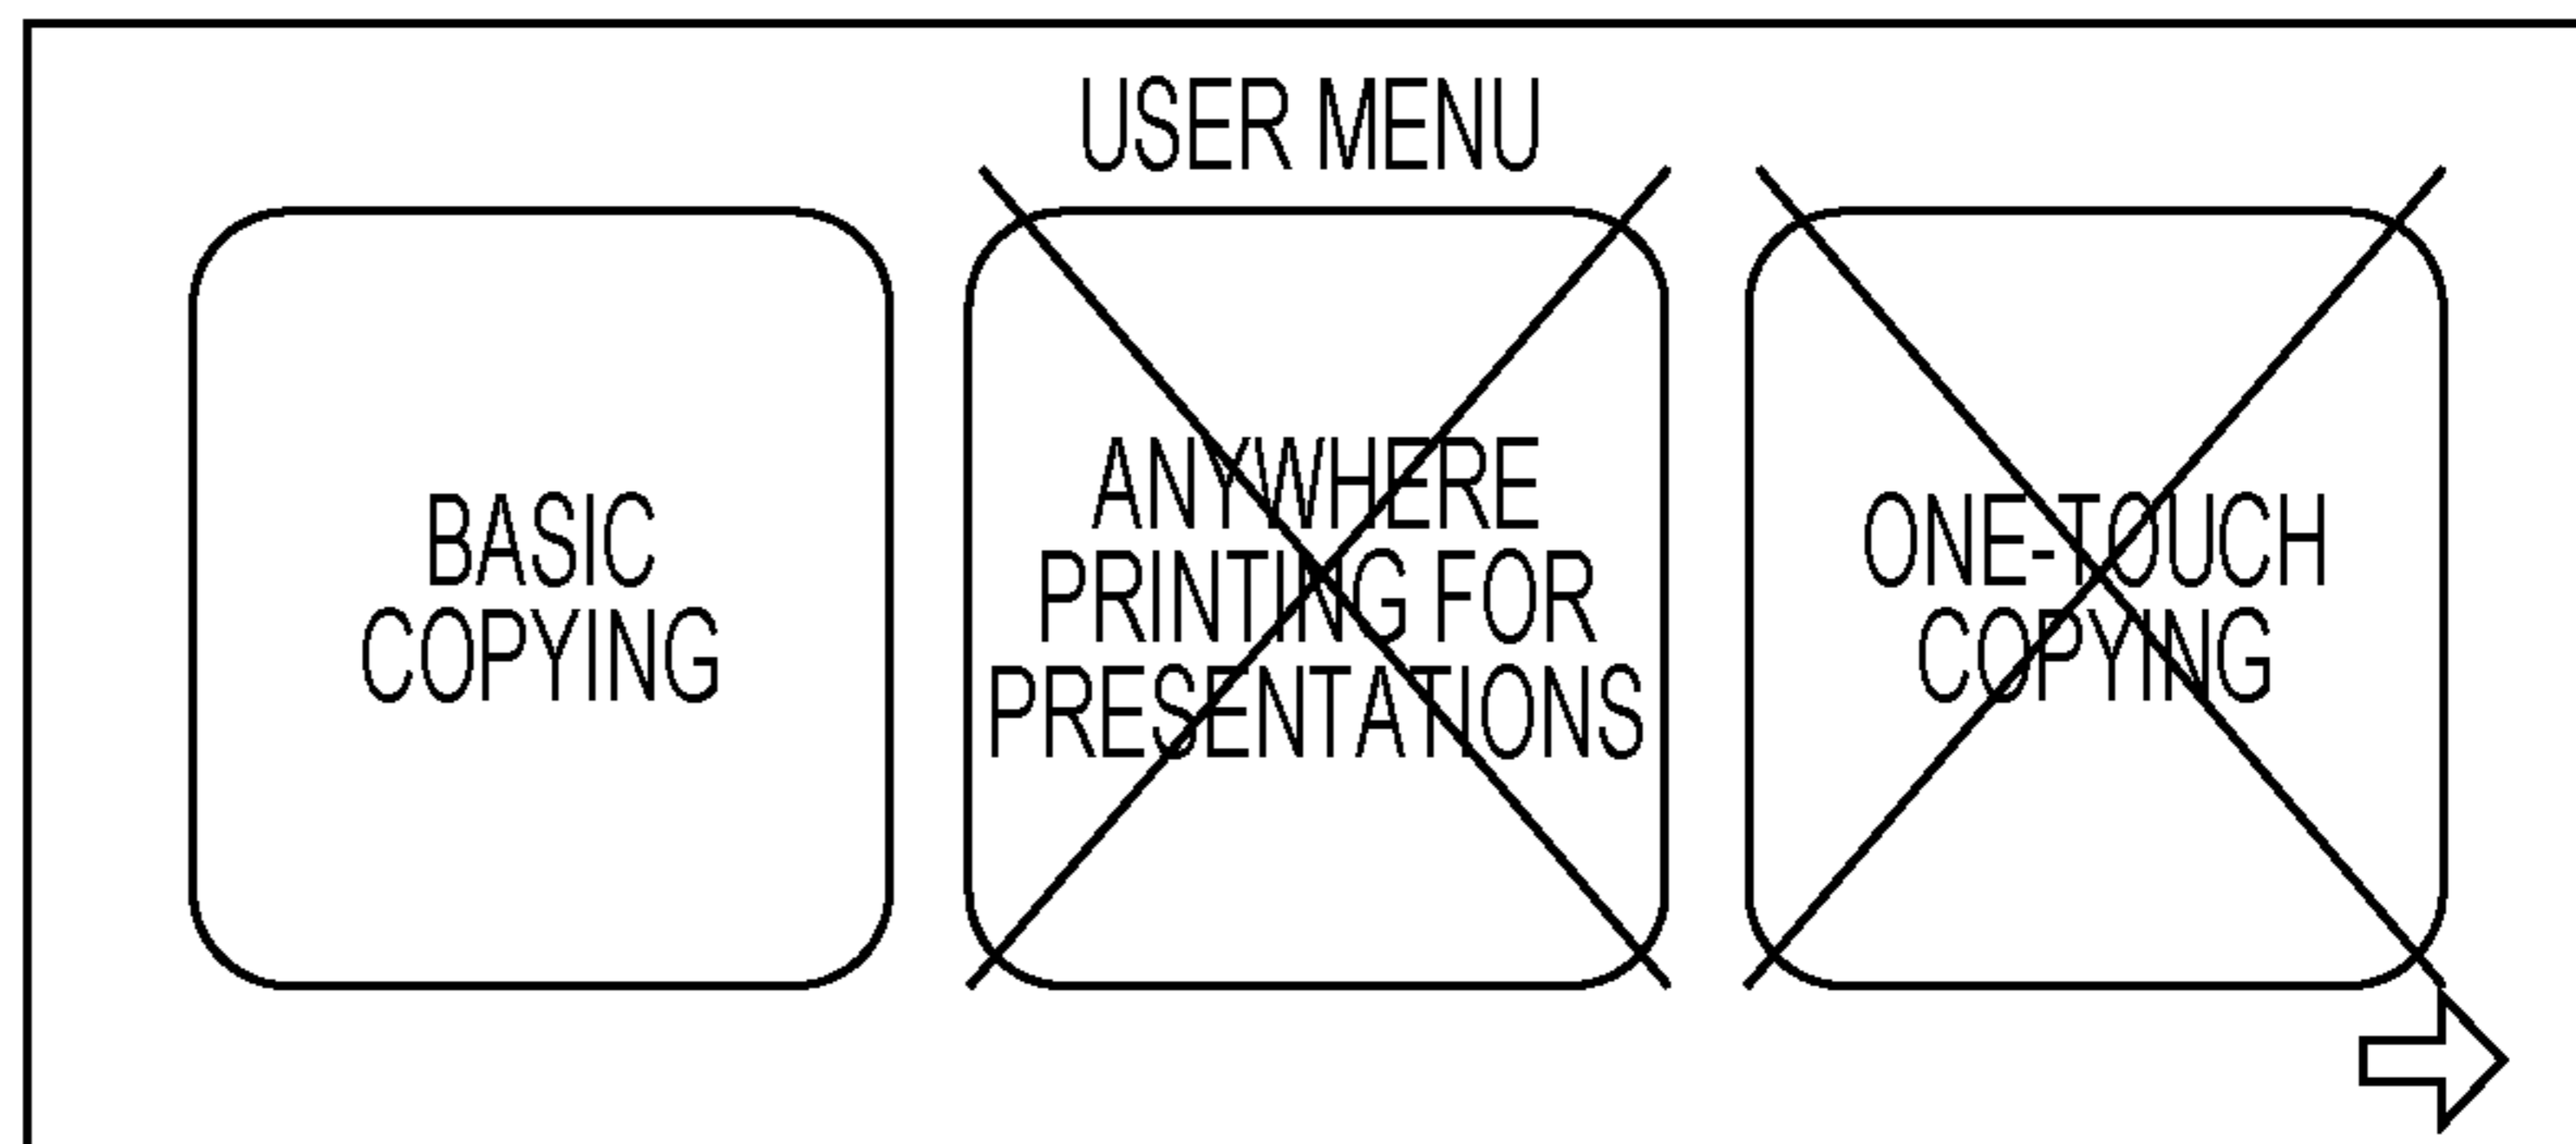 USER MENU
BASIC
COPYING
ANYWHERE
PRINTING FOR
PRESENTATIONS
ONE-TOUCH
COPYING